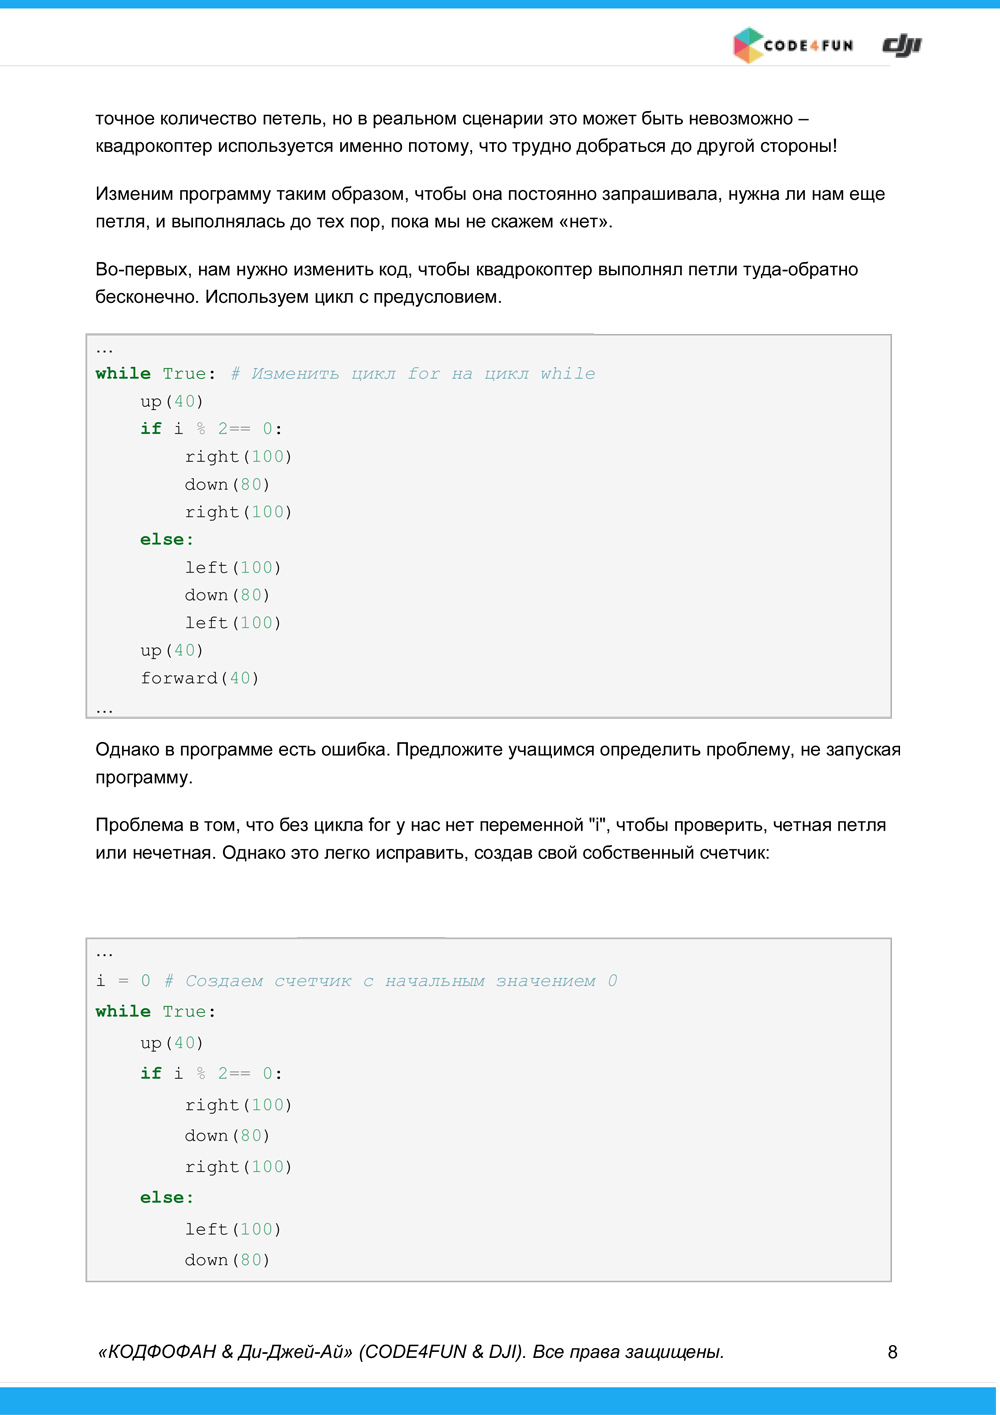 CODE4FUN dji
точное количество петель, но в реальном сценарии это может быть невозможно –
квадрокоптер используется именно потому, что трудно добраться до другой стороны!
Изменим программу таким образом, чтобы она постоянно запрашивала, нужна ли нам еще
петля, и выполнялась до тех пор, пока мы не скажем «нет».
Во-первых, нам нужно изменить код, чтобы квадрокоптер выполнял петли туда-обратно
бесконечно. Используем цикл с предусловием.
...
while True: # Изменить цикл for на цикл while
    up(40)
    if i % 2== 0:
        right(100)
        down(80)
        right(100)
    else:
        left(100)
        down(80)
        left(100)
    up(40)
    forward(40)
...
Однако в программе есть ошибка. Предложите учащимся определить проблему, не запуская
программу.
Проблема в том, что без цикла for у нас нет переменной "i", чтобы проверить, четная петля
или нечетная. Однако это легко исправить, создав свой собственный счетчик:
...
i = 0 # Создаем счетчик с начальным значением 0
while True:
    up(40)
    if i % 2== 0:
        right(100)
        down(80)
        right(100)
    else:
        left(100)
        down(80)
«КОДФОФАН & Ди-Джей-Ай» (CODE4FUN & DJI). Все права защищены. 8